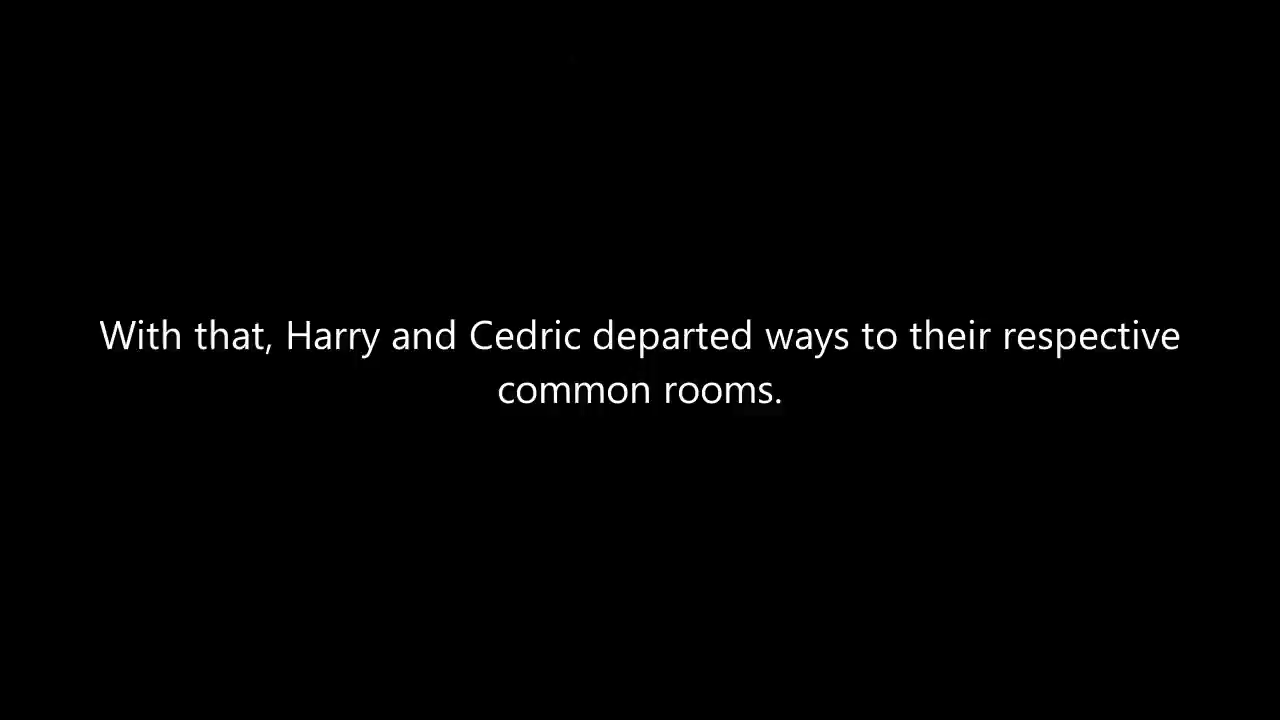 With that, Harry and Cedric departed ways to their respective
common rooms.